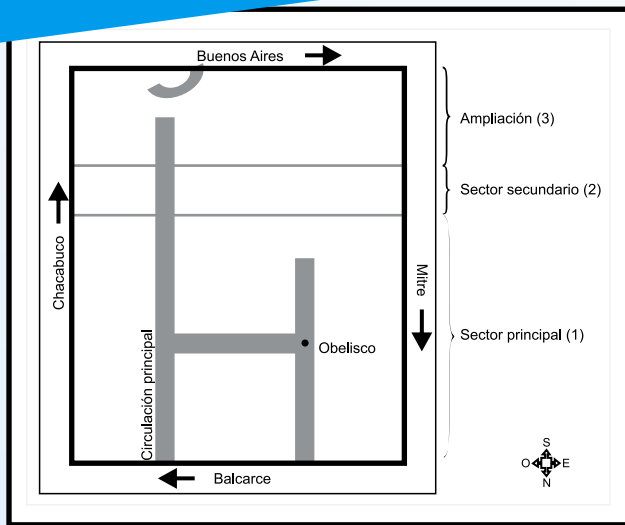 Buenos Aires
Ampliación (3)
Sector secundario (2)
Chacabuco
Mitre
Circulación principal
Obelisco
Sector principal (1)
Balcarce
S
O
E
N